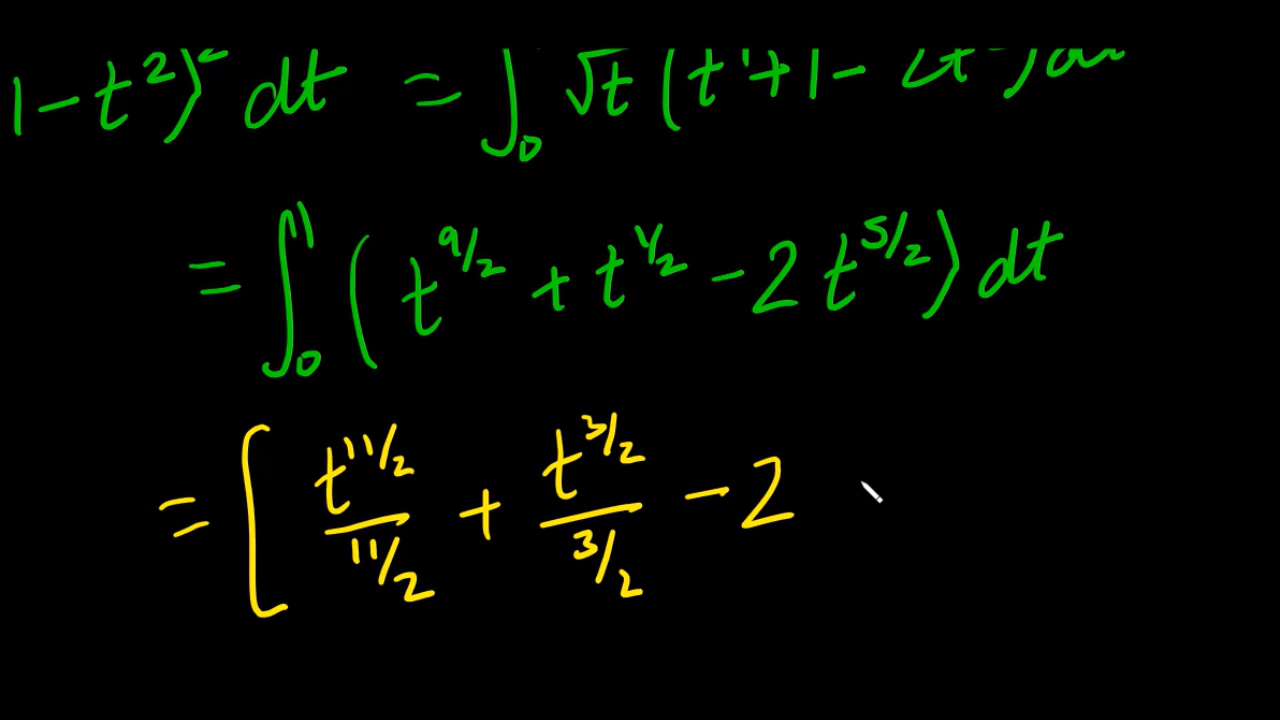 1 - t²)² dt = ∫₀ √t (t⁴ + 1 - 2t²) dt
= ∫₀¹ (t^{9/2} + t^{1/2} - 2 t^{5/2}) dt
= [ t^{11/2} / (11/2) + t^{3/2} / (3/2) - 2